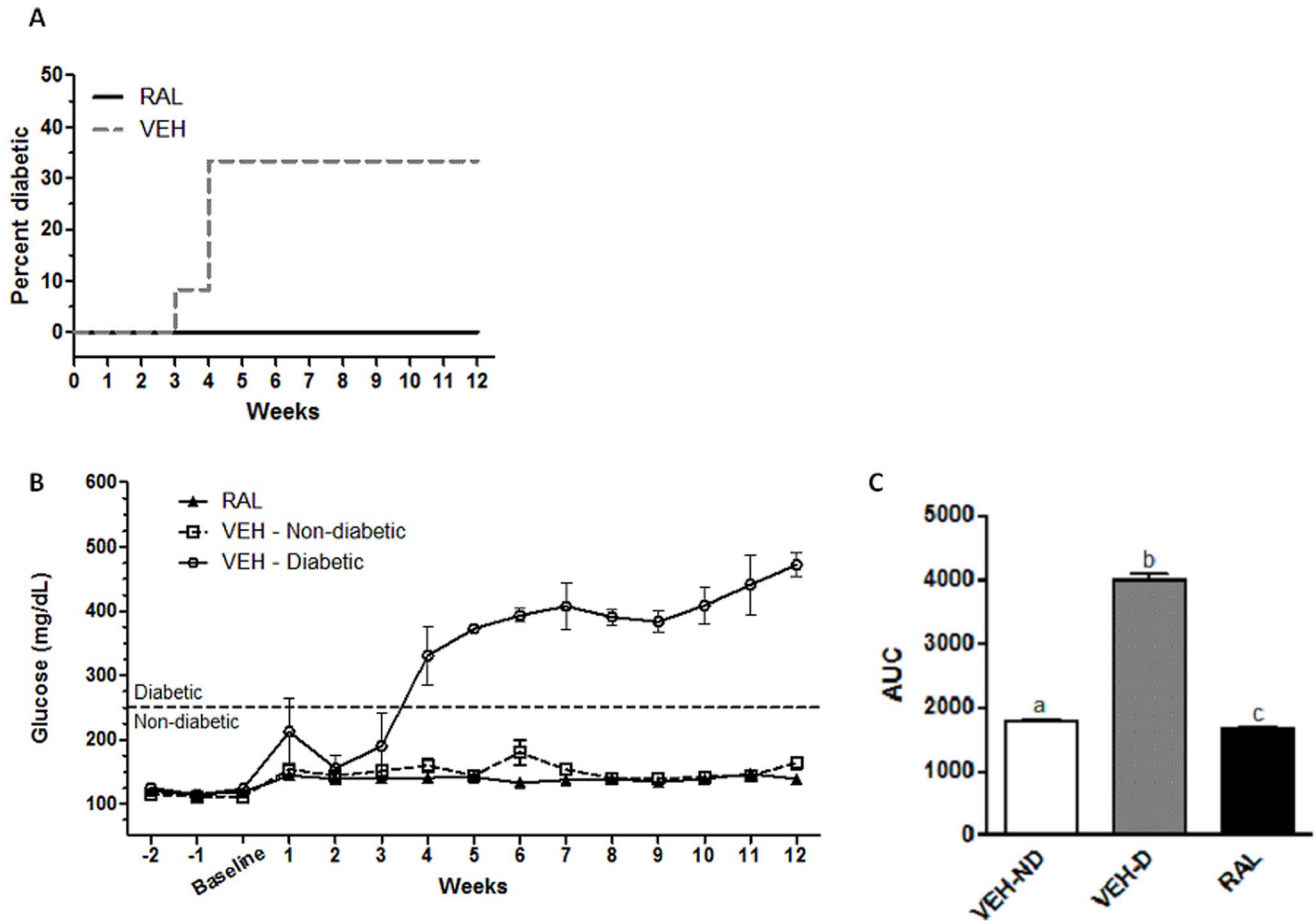 A
50
40
30
20
10
0
Percent diabetic
RAL
VEH
0 1 2 3 4 5 6 7 8 9 10 11 12
Weeks
B
600
500
400
300
200
100
Glucose (mg/dL)
RAL
VEH - Non-diabetic
VEH - Diabetic
Diabetic
Non-diabetic
-2 -1 Baseline 1 2 3 4 5 6 7 8 9 10 11 12
Weeks
C
5000
4000
3000
2000
1000
0
AUC
a
b
c
VEH-ND
VEH-D
RAL